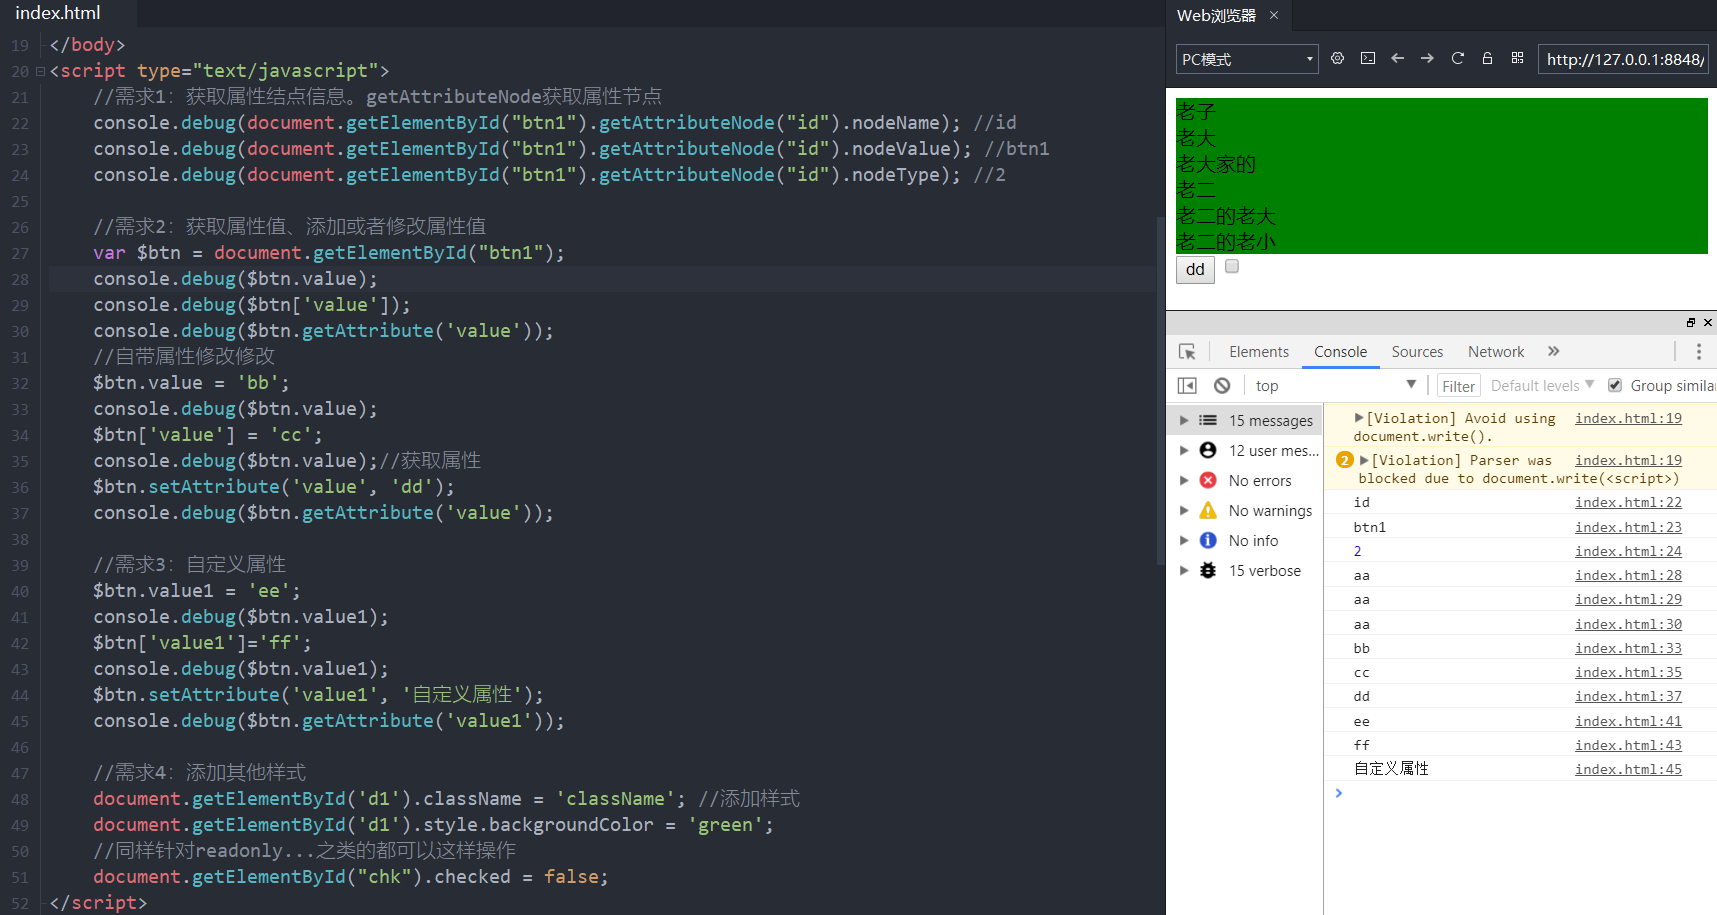 index.html
19 </body>
20 <script type="text/javascript">
21 //需求1：获取属性结点信息。getAttributeNode获取属性节点
22 console.debug(document.getElementById("btn1").getAttributeNode("id").nodeName); //id
23 console.debug(document.getElementById("btn1").getAttributeNode("id").nodeValue); //btn1
24 console.debug(document.getElementById("btn1").getAttributeNode("id").nodeType); //2
25
26 //需求2：获取属性值、添加或者修改属性值
27 var $btn = document.getElementById("btn1");
28 console.debug($btn.value);
29 console.debug($btn['value']);
30 console.debug($btn.getAttribute('value'));
31 //自带属性修改修改
32 $btn.value = 'bb';
33 console.debug($btn.value);
34 $btn['value'] = 'cc';
35 console.debug($btn.value);//获取属性
36 $btn.setAttribute('value', 'dd');
37 console.debug($btn.getAttribute('value'));
38
39 //需求3：自定义属性
40 $btn.value1 = 'ee';
41 console.debug($btn.value1);
42 $btn['value1']='ff';
43 console.debug($btn.value1);
44 $btn.setAttribute('value1', '自定义属性');
45 console.debug($btn.getAttribute('value1'));
46
47 //需求4：添加其他样式
48 document.getElementById('d1').className = 'className'; //添加样式
49 document.getElementById('d1').style.backgroundColor = 'green';
50 //同样针对readonly...之类的都可以这样操作
51 document.getElementById("chk").checked = false;
52 </script>
Web浏览器 ×
PC模式 http://127.0.0.1:8848/
老子
老大
老大家的
老二
老二的老大
老二的老小
dd
Elements Console Sources Network »
top Filter Default levels Group simila
15 messages
12 user mes...
No errors
No warnings
No info
15 verbose
[Violation] Avoid using index.html:19
document.write().
2 [Violation] Parser was index.html:19
blocked due to document.write(<script>)
id index.html:22
btn1 index.html:23
2 index.html:24
aa index.html:28
aa index.html:29
aa index.html:30
bb index.html:33
cc index.html:35
dd index.html:37
ee index.html:41
ff index.html:43
自定义属性 index.html:45